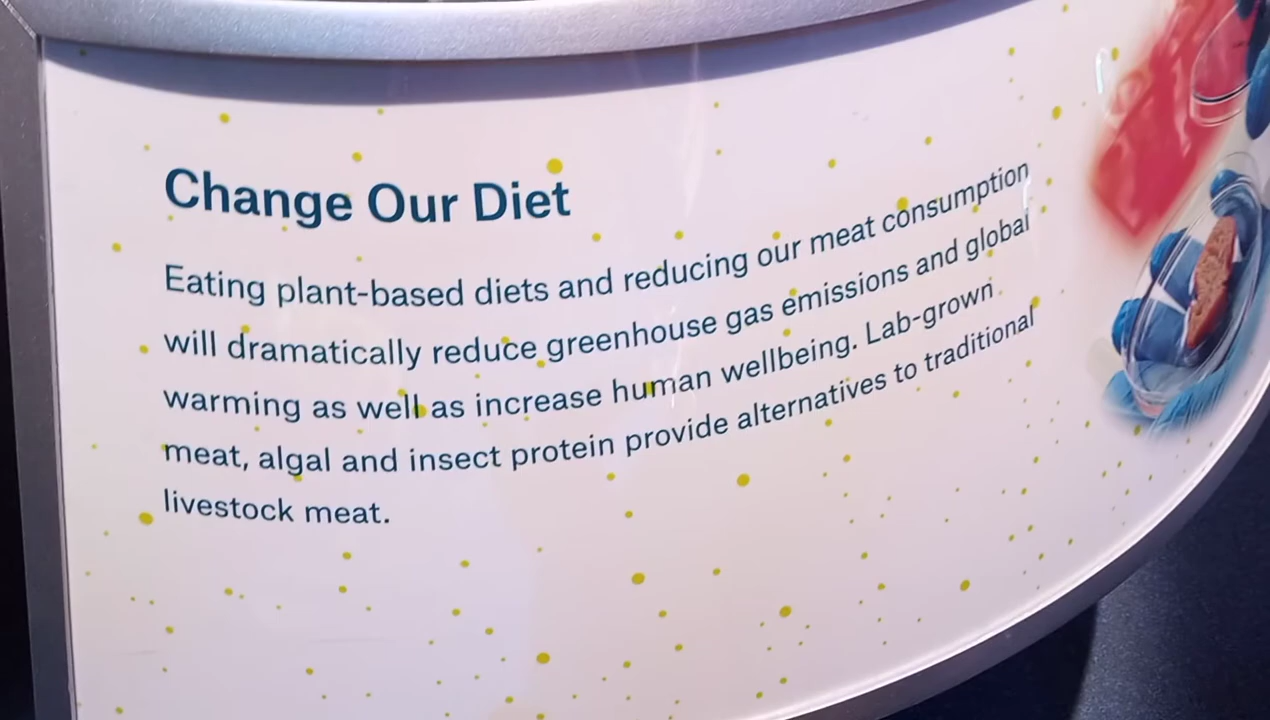 Change Our Diet
Eating plant-based diets and reducing our meat consumption
will dramatically reduce greenhouse gas emissions and global
warming as well as increase human wellbeing. Lab-grown
meat, algal and insect protein provide alternatives to traditional
livestock meat.